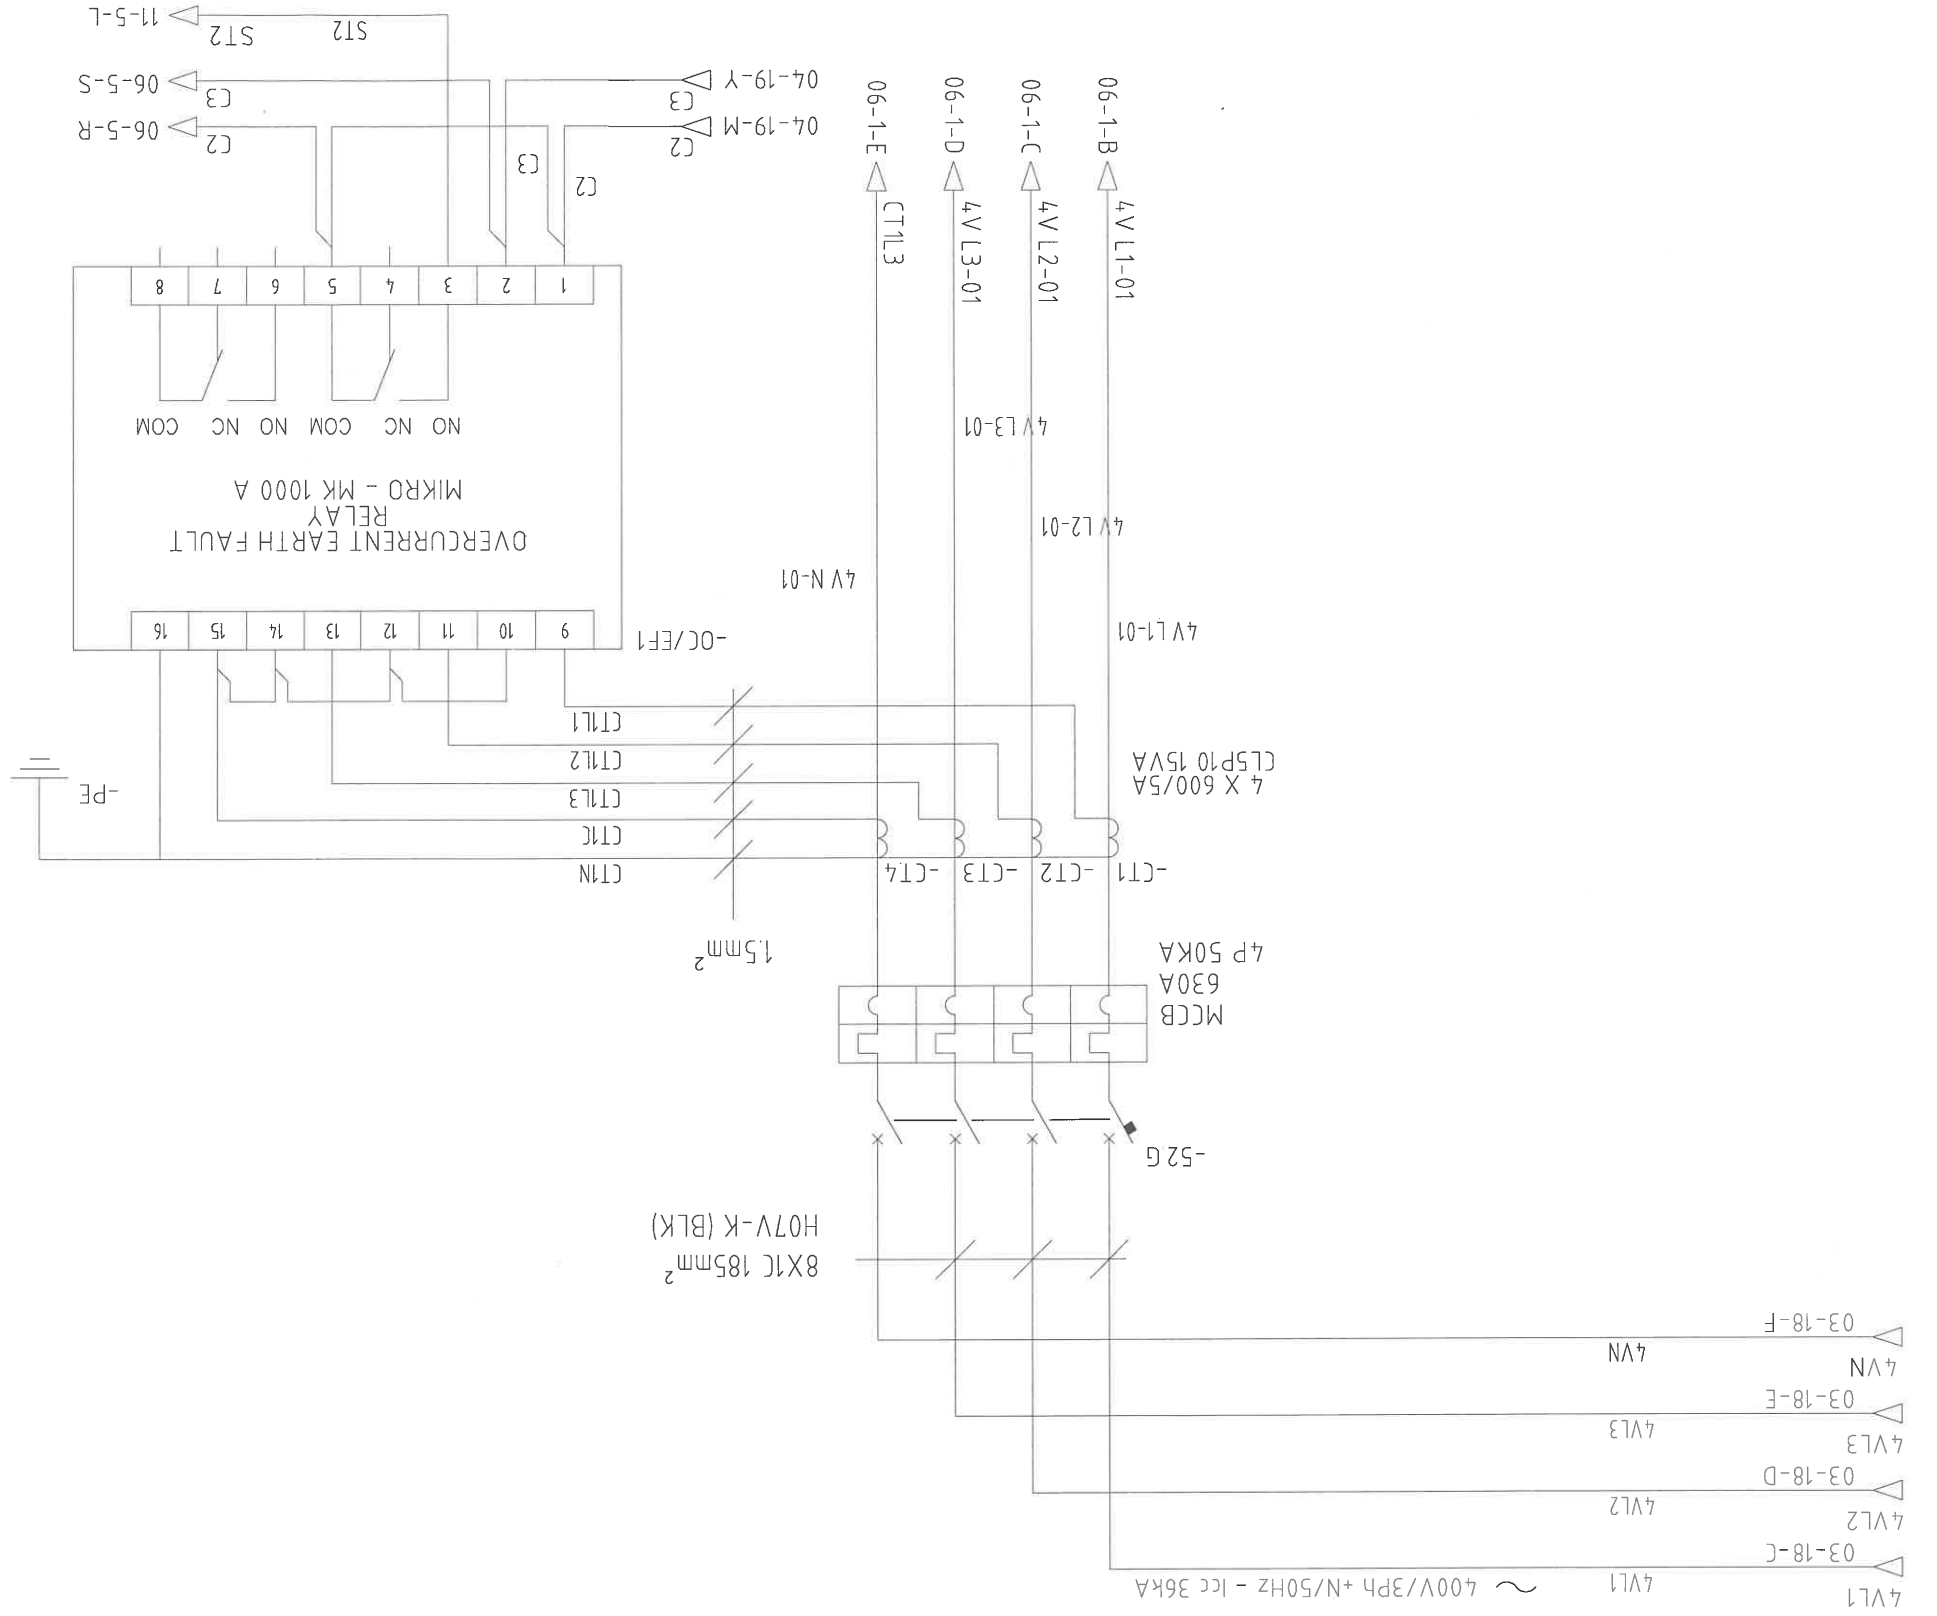 4VL1
4VL1
~ 400V/3Ph +N/50Hz - Icc 36kA
03-18-C
4VL2
4VL2
03-18-D
4VL3
4VL3
03-18-E
4VN
4VN
03-18-F
8X1C 185mm²
H07V-K (BLK)
-52G
MCCB
630A
4P 50KA
1.5mm²
-CT1
-CT2
-CT3
-CT4
4 X 600/5A
CL5P10 15VA
CT1N
CT1C
CT1L3
CT1L2
CT1L1
-PE
4V L1-01
4V L2-01
4V L3-01
4V N-01
-OC/EF1
9
10
11
12
13
14
15
16
OVERCURRENT EARTH FAULT
RELAY
MIKRO - MK 1000 A
NO
NC
COM
NO
NC
COM
1
2
3
4
5
6
7
8
4V L1-01
4V L2-01
4V L3-01
CT1L3
06-1-B
06-1-C
06-1-D
06-1-E
C2
C3
04-19-M
C2
C2
06-5-R
04-19-Y
C3
C3
06-5-S
ST2
ST2
11-5-L